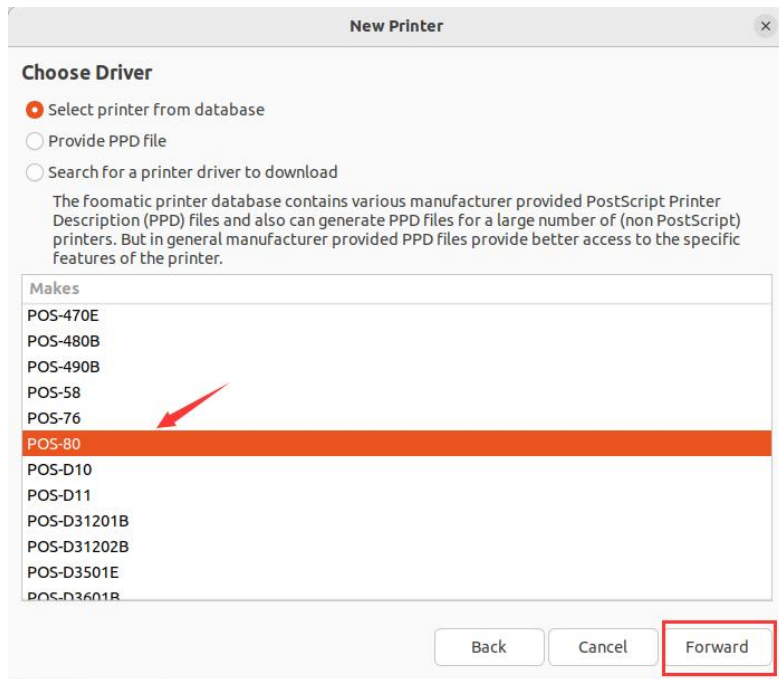 New Printer
Choose Driver
Select printer from database
Provide PPD file
Search for a printer driver to download
The foomatic printer database contains various manufacturer provided PostScript Printer
Description (PPD) files and also can generate PPD files for a large number of (non PostScript)
printers. But in general manufacturer provided PPD files provide better access to the specific
features of the printer.
Makes
POS-470E
POS-480B
POS-490B
POS-58
POS-76
POS-80
POS-D10
POS-D11
POS-D31201B
POS-D31202B
POS-D3501E
POS-D3601B
Back Cancel Forward